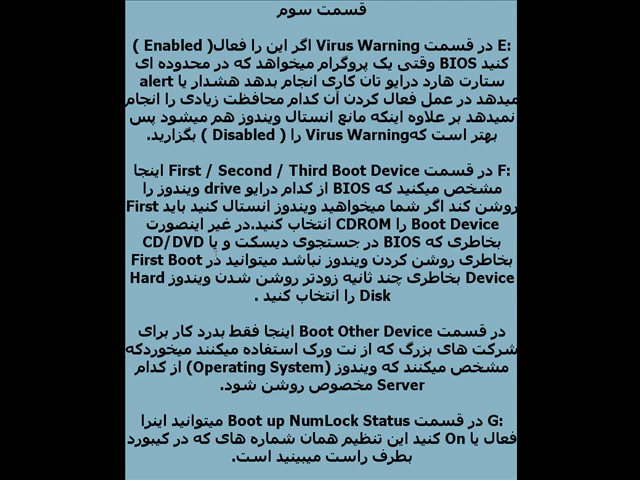 قسمت سوم
E: در قسمت Virus Warning اگر این را فعال( Enabled )
کنید BIOS وقتی یک پروگرام میخواهد که در محدوده ای
ستارت هارد درایو تان کاری انجام بدهد هشدار یا alert
میدهد در عمل فعال کردن آن کدام محافظت زیادی را انجام
نمیدهد بر علاوه اینکه مانع انستال ویندوز هم میشود پس
بهتر است کهVirus Warning را ( Disabled ) بگزارید.
F: در قسمت First / Second / Third Boot Device اینجا
مشخص میکنید که BIOS از کدام درایو drive ویندوز را
روشن کند اگر شما میخواهید ویندوز انستال کنید باید First
Boot Device را CDROM انتخاب کنید.در غیر اینصورت
بخاطری که BIOS در جستجوی دیسکت و یا CD/DVD
بخاطری روشن کردن ویندوز نباشد میتوانید در First Boot
Device بخاطری چند ثانیه زودتر روشن شدن ویندوز Hard
Disk را انتخاب کنید .
در قسمت Boot Other Device اینجا فقط بدرد کار برای
شرکت های بزرگ که از نت ورک استفاده میکنند میخوردکه
مشخص میکنند که ویندوز (Operating System) از کدام
Server مخصوص روشن شود.
G: در قسمت Boot up NumLock Status میتوانید اینرا
فعال یا On کنید این تنظیم همان شماره های که در کیبورد
بطرف راست میبینید است.